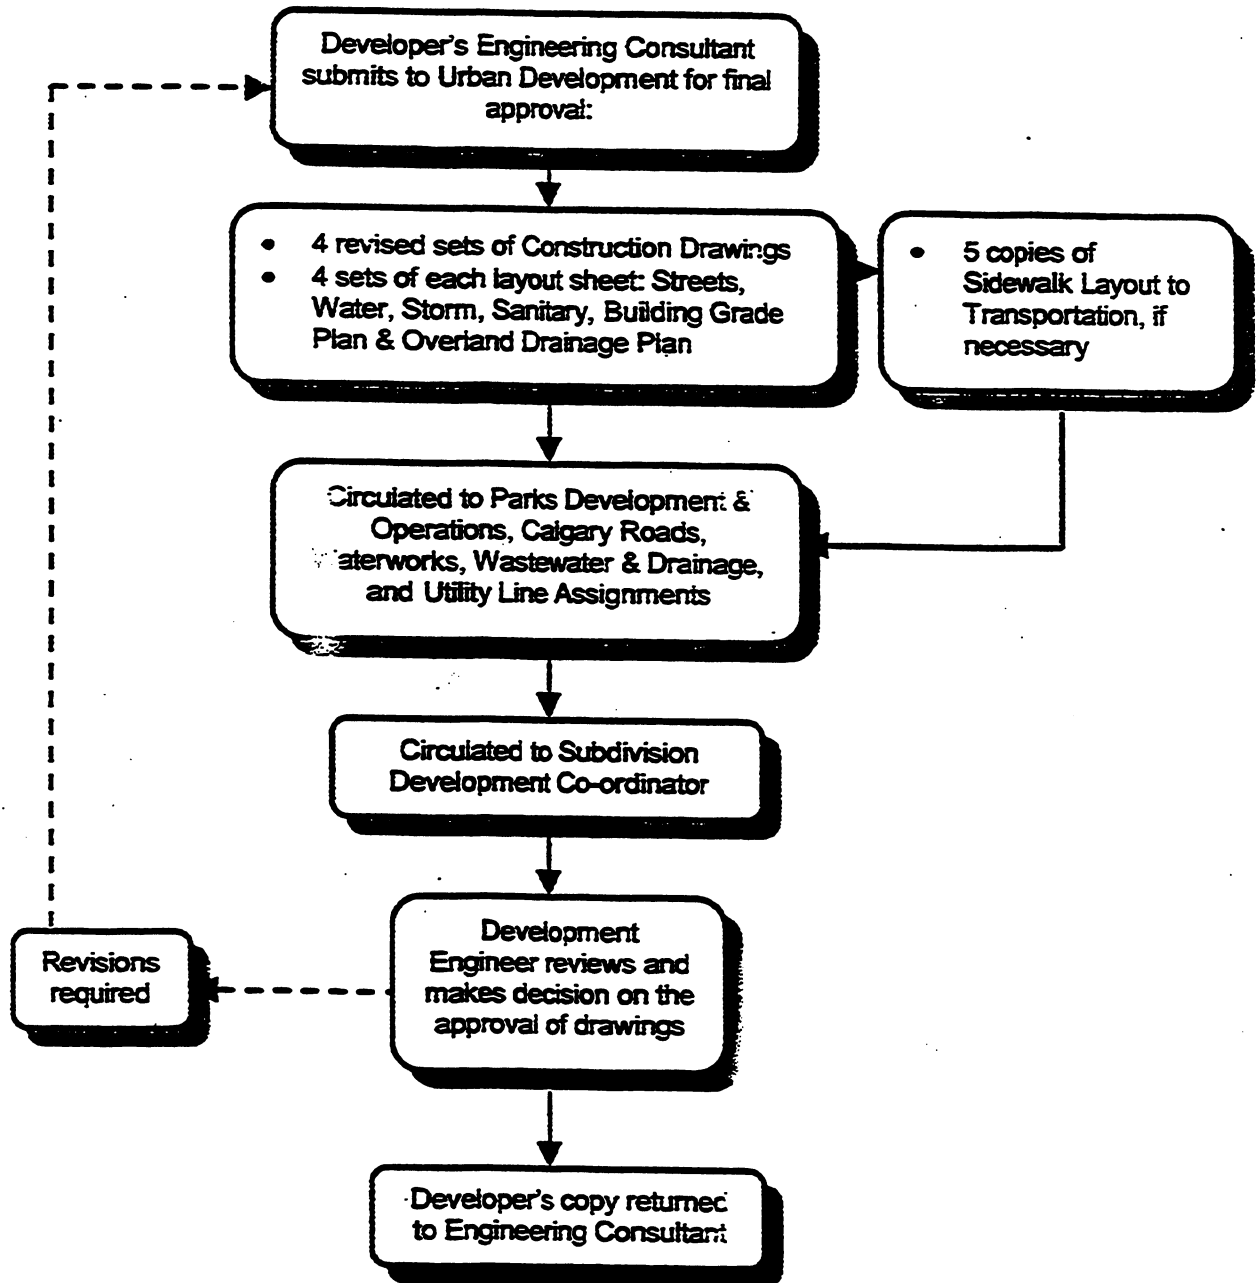 Developer's Engineering Consultant
submits to Urban Development for final
approval:
• 4 revised sets of Construction Drawings
• 4 sets of each layout sheet: Streets,
Water, Storm, Sanitary, Building Grade
Plan & Overland Drainage Plan
• 5 copies of
Sidewalk Layout to
Transportation, if
necessary
Circulated to Parks Development &
Operations, Calgary Roads,
aterworks, Wastewater & Drainage,
and Utility Line Assignments
Circulated to Subdivision
Development Co-ordinator
Development
Engineer reviews and
makes decision on the
approval of drawings
Revisions
required
Developer's copy returned
to Engineering Consultant